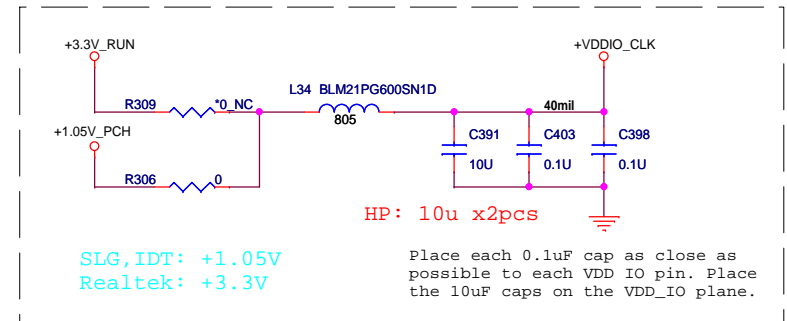 +3.3V_RUN
+VDDIO_CLK
L34 BLM21PG600SN1D
R309 *0_NC
805
40mil
+1.05V_PCH
C391
C403
C398
10U
0.1U
0.1U
R306 0
HP: 10u x2pcs
SLG,IDT: +1.05V
Realtek: +3.3V
Place each 0.1uF cap as close as
possible to each VDD IO pin. Place
the 10uF caps on the VDD_IO plane.